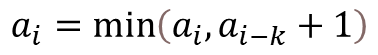 a_i = min(a_i, a_{i-k} + 1)